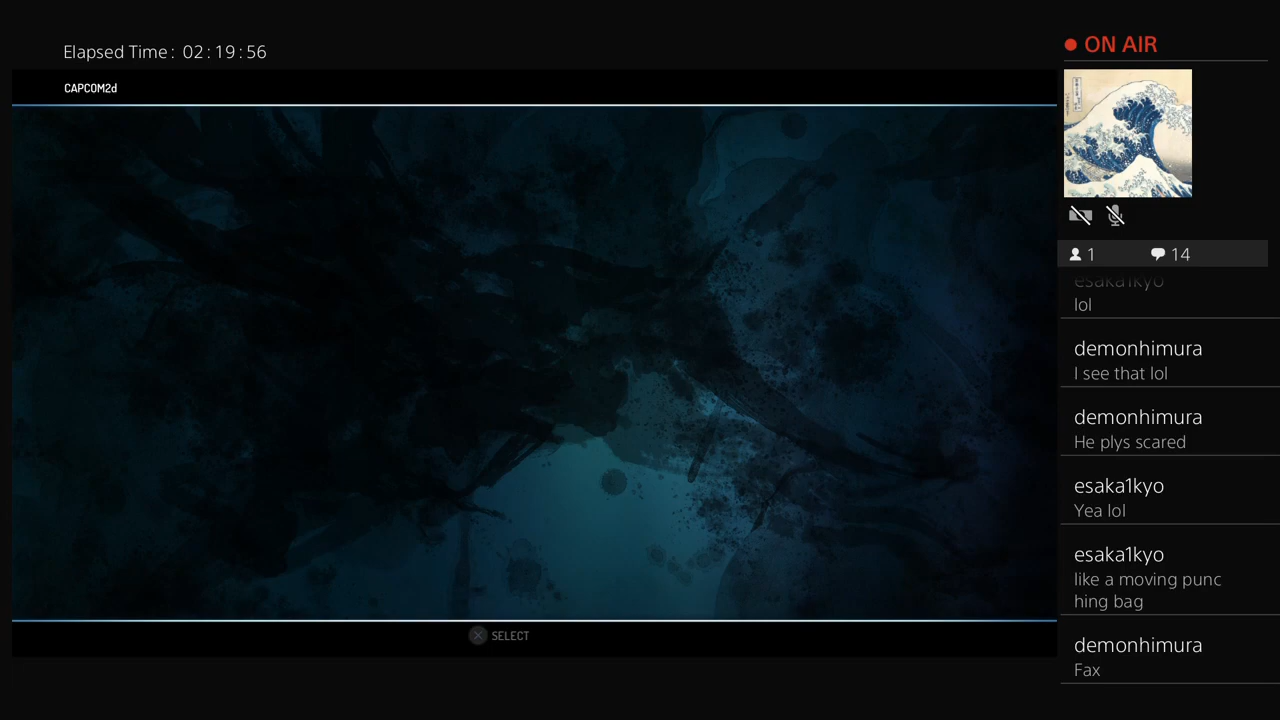 Elapsed Time: 02:19:56
ON AIR
CAPCOM2d
1
14
esaka1kyo
lol
demonhimura
I see that lol
demonhimura
He plys scared
esaka1kyo
Yea lol
esaka1kyo
like a moving punc
hing bag
demonhimura
Fax
SELECT